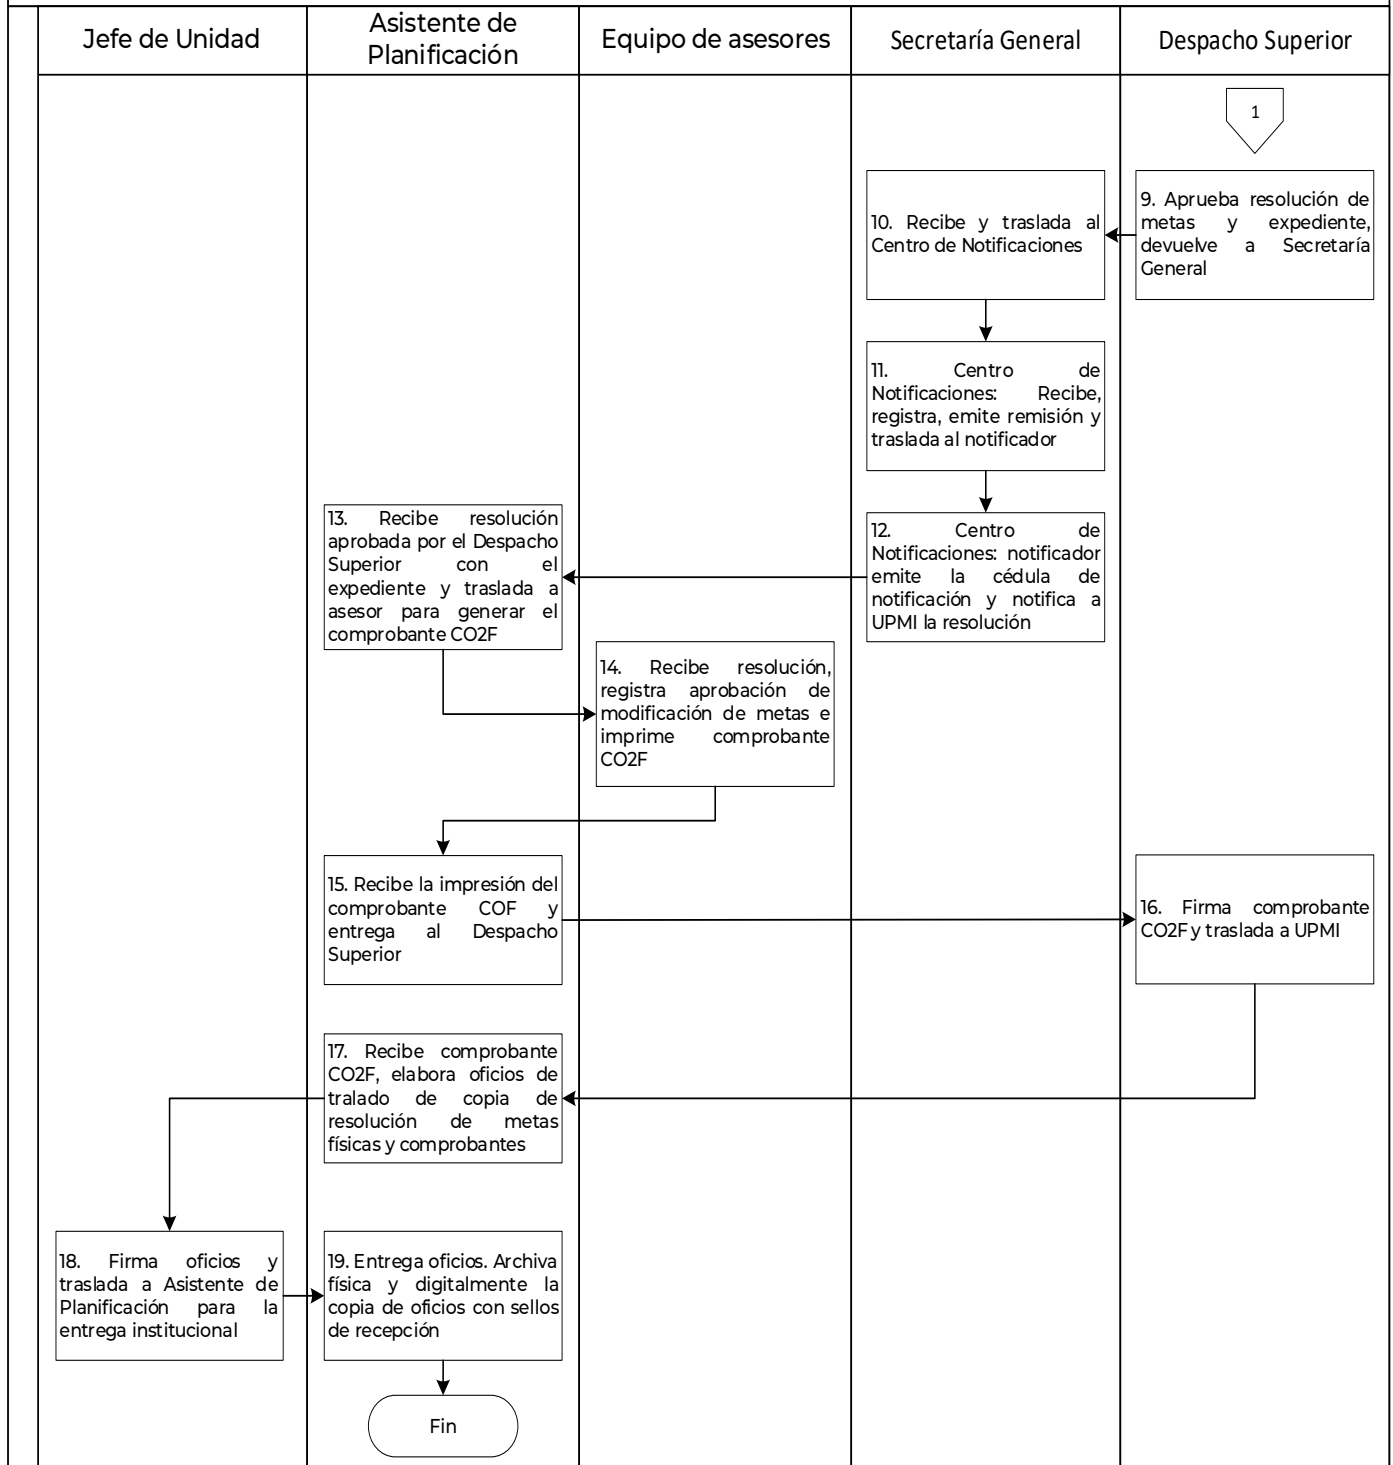 Jefe de Unidad
Asistente de
Planificación
Equipo de asesores
Secretaría General
Despacho Superior
1
9. Aprueba resolución de
metas y expediente,
devuelve a Secretaría
General
10. Recibe y traslada al
Centro de Notificaciones
11. Centro de
Notificaciones: Recibe,
registra, emite remisión y
traslada al notificador
12. Centro de
Notificaciones: notificador
emite la cédula de
notificación y notifica a
UPMI la resolución
13. Recibe resolución
aprobada por el Despacho
Superior con el
expediente y traslada a
asesor para generar el
comprobante CO2F
14. Recibe resolución,
registra aprobación de
modificación de metas e
imprime comprobante
CO2F
15. Recibe la impresión del
comprobante COF y
entrega al Despacho
Superior
16. Firma comprobante
CO2F y traslada a UPMI
17. Recibe comprobante
CO2F, elabora oficios de
tralado de copia de
resolución de metas
físicas y comprobantes
18. Firma oficios y
traslada a Asistente de
Planificación para la
entrega institucional
19. Entrega oficios. Archiva
física y digitalmente la
copia de oficios con sellos
de recepción
Fin